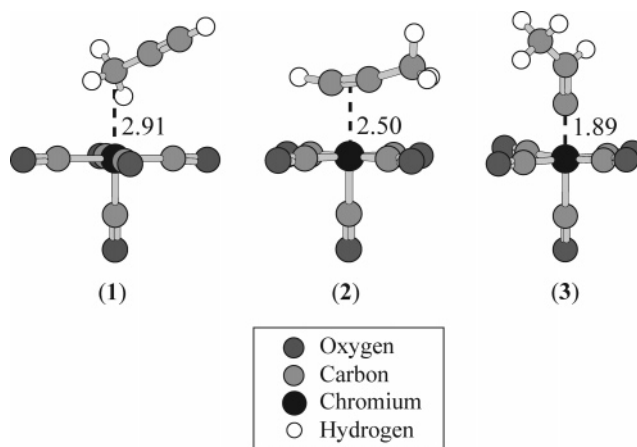 2.91
2.50
1.89
(1)
(2)
(3)
Oxygen
Carbon
Chromium
Hydrogen